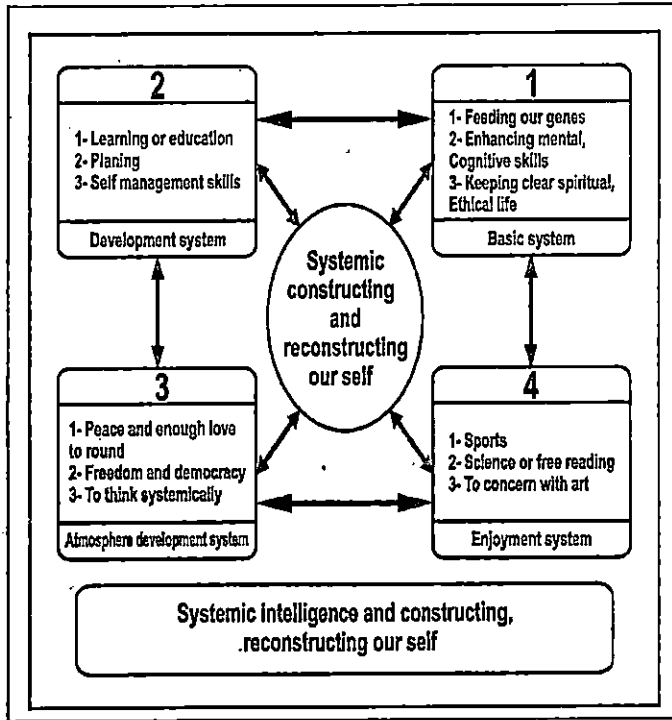 2
1- Learning or education
2- Planing
3- Self management skills
Development system
1
1- Feeding our genes
2- Enhancing mental,
Cognitive skills
3- Keeping clear spiritual,
Ethical life
Basic system
Systemic
constructing
and
reconstructing
our self
3
1- Peace and enough love
to round
2- Freedom and democracy
3- To think systemically
Atmosphere development system
4
1- Sports
2- Science or free reading
3- To concern with art
Enjoyment system
Systemic intelligence and constructing,
.reconstructing our self